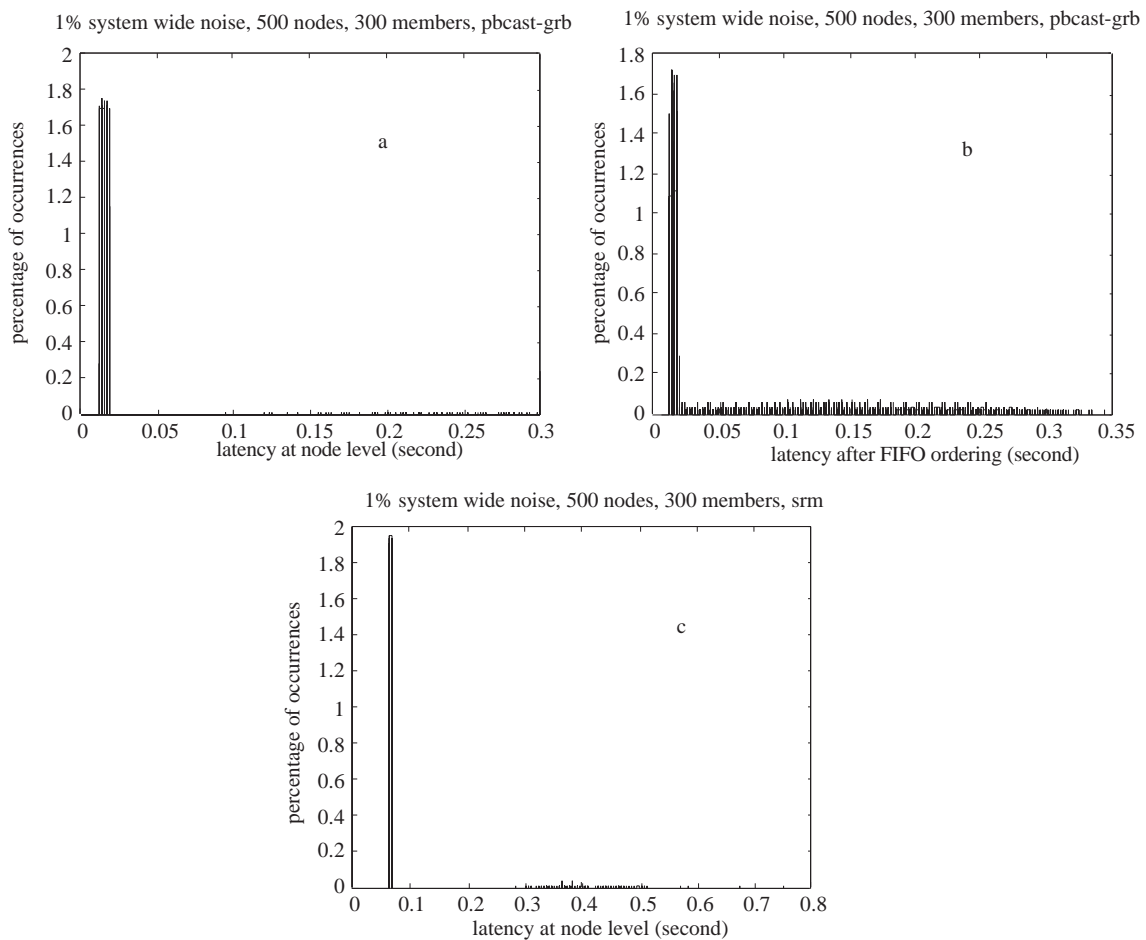 1% system wide noise, 500 nodes, 300 members, pbcast-grb
2
1.8
1.6
1.4
1.2
1
0.8
0.6
0.4
0.2
0
percentage of occurrences
a
0 0.05 0.1 0.15 0.2 0.25 0.3
latency at node level (second)
1% system wide noise, 500 nodes, 300 members, pbcast-grb
1.8
1.6
1.4
1.2
1
0.8
0.6
0.4
0.2
0
percentage of occurrences
b
0 0.05 0.1 0.15 0.2 0.25 0.3 0.35
latency after FIFO ordering (second)
1% system wide noise, 500 nodes, 300 members, srm
2
1.8
1.6
1.4
1.2
1
0.8
0.6
0.4
0.2
0
percentage of occurrences
c
0 0.1 0.2 0.3 0.4 0.5 0.6 0.7 0.8
latency at node level (second)